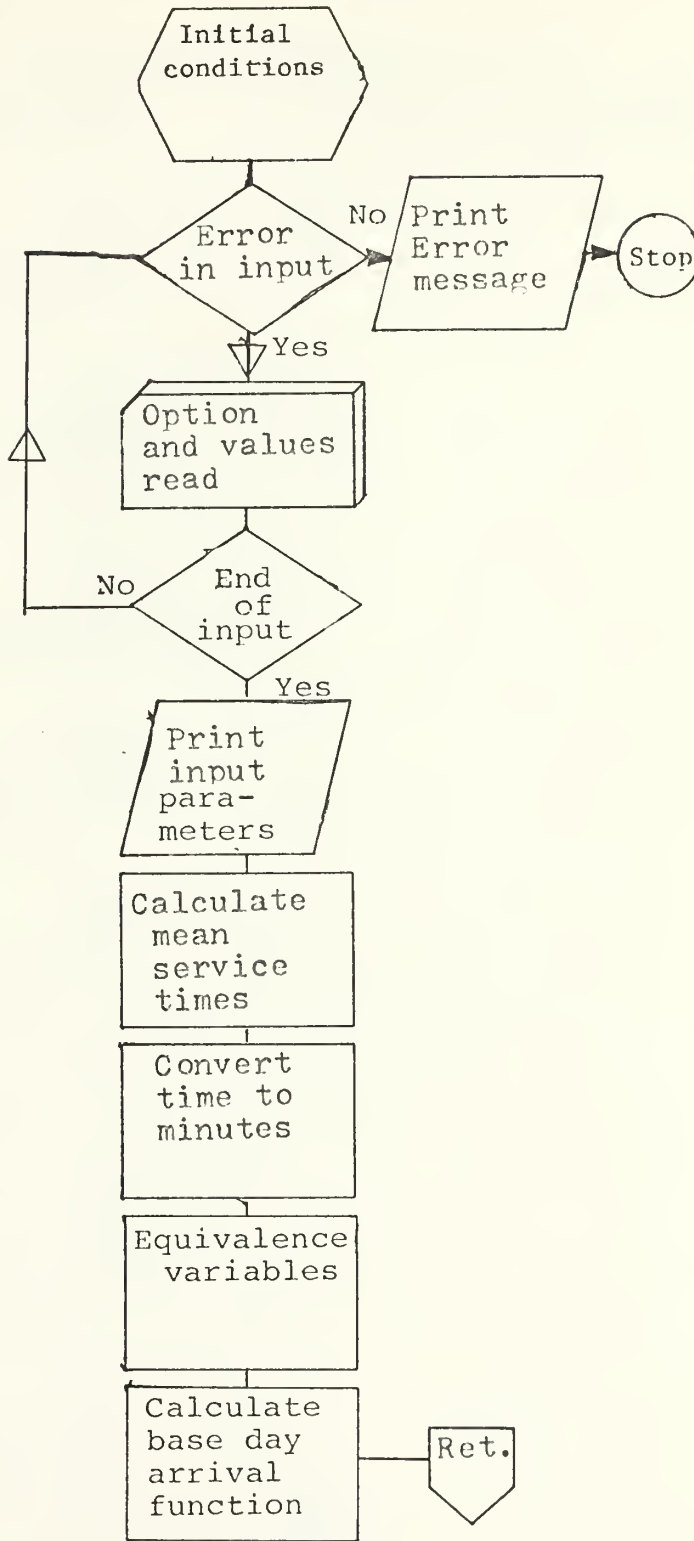 Initial
conditions
Error
in input
No
Print
Error
message
Stop
Yes
Option
and values
read
No
End
of
input
Yes
Print
input
para-
meters
Calculate
mean
service
times
Convert
time to
minutes
Equivalence
variables
Calculate
base day
arrival
function
Ret.